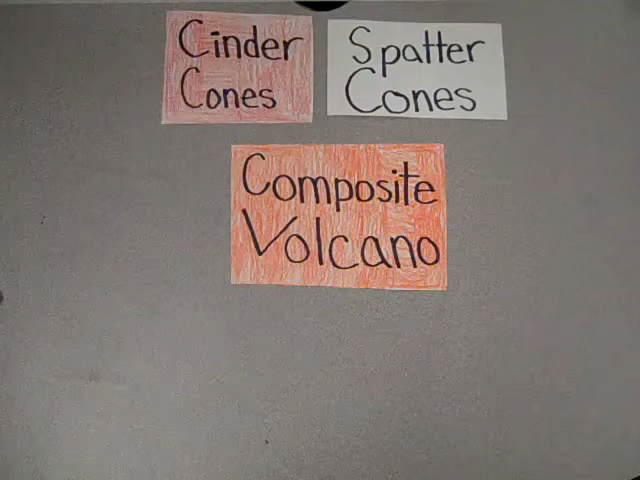 Cinder
Cones
Spatter
Cones
Composite
Volcano